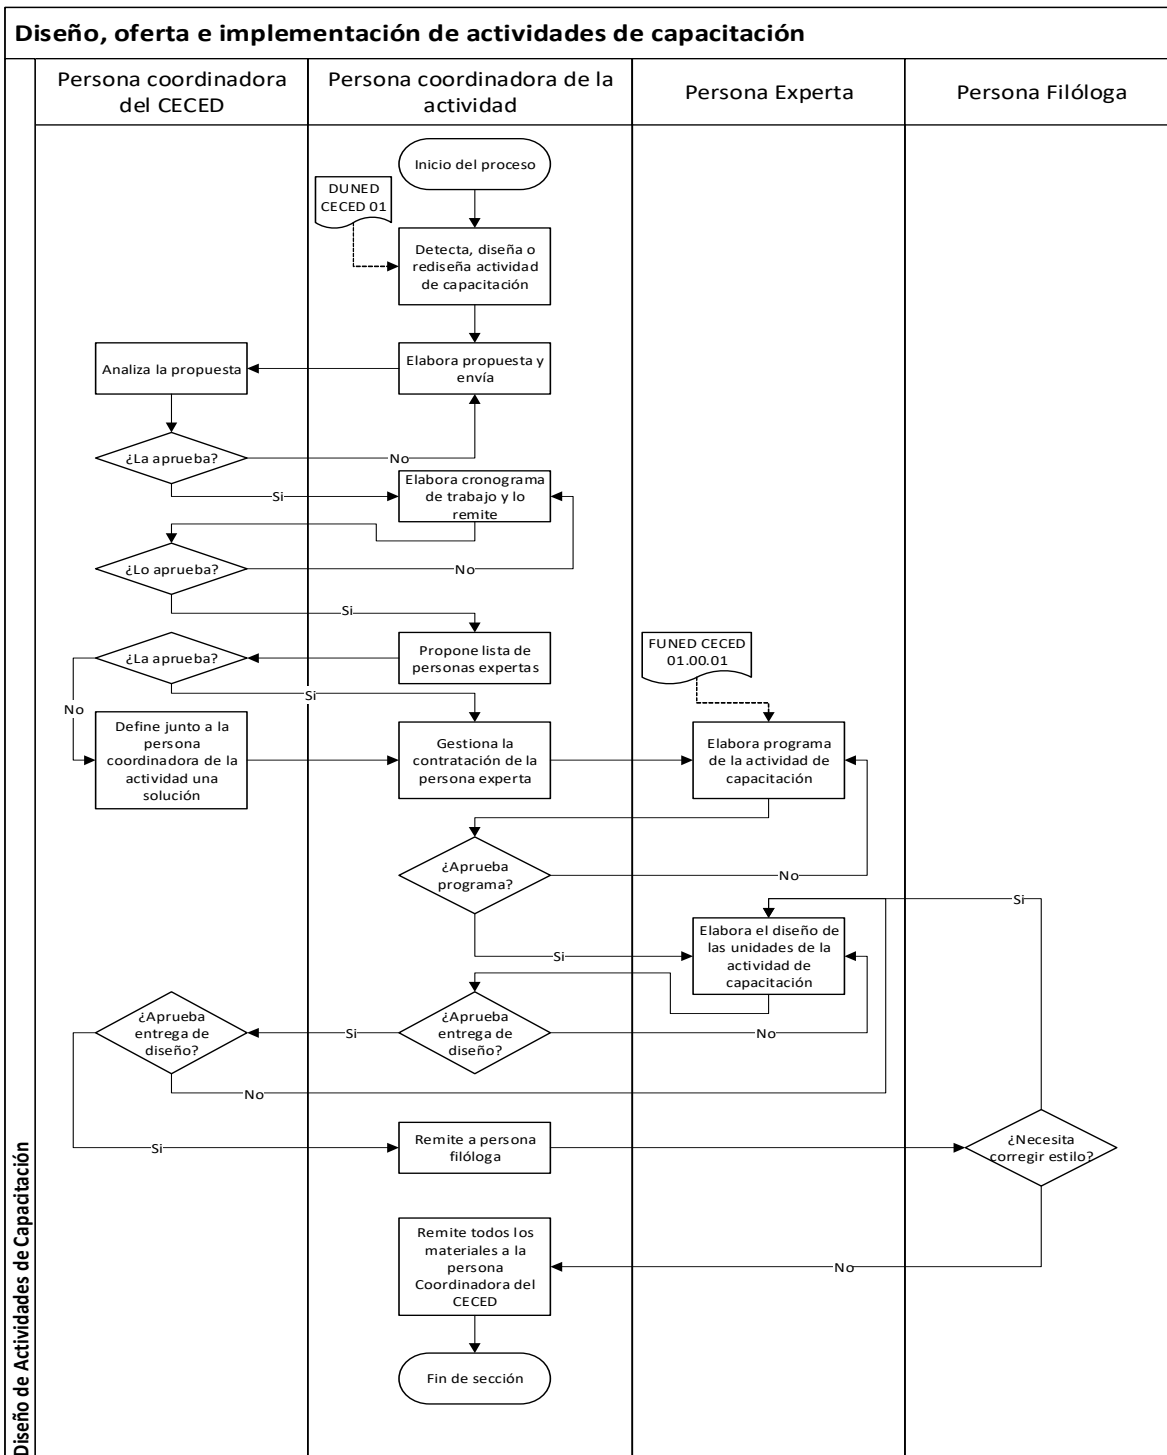 Diseño, oferta e implementación de actividades de capacitación
Persona coordinadora
del CECED
Persona coordinadora de la
actividad
Persona Experta
Persona Filóloga
Inicio del proceso
DUNED
CECED 01
Detecta, diseña o
rediseña actividad
de capacitación
Analiza la propuesta
Elabora propuesta y
envía
¿La aprueba?
No
Si
Elabora cronograma
de trabajo y lo
remite
¿Lo aprueba?
No
Si
¿La aprueba?
Propone lista de
personas expertas
FUNED CECED
01.00.01
Si
No
Define junto a la
persona
coordinadora de la
actividad una
solución
Gestiona la
contratación de la
persona experta
Elabora programa
de la actividad de
capacitación
¿Aprueba
programa?
No
Si
Si
Elabora el diseño de
las unidades de la
actividad de
capacitación
¿Aprueba
entrega de
diseño?
Si
¿Aprueba
entrega de
diseño?
No
No
Si
Remite a persona
filóloga
¿Necesita
corregir estilo?
Remite todos los
materiales a la
persona
Coordinadora del
CECED
No
Fin de sección
Diseño de Actividades de Capacitación